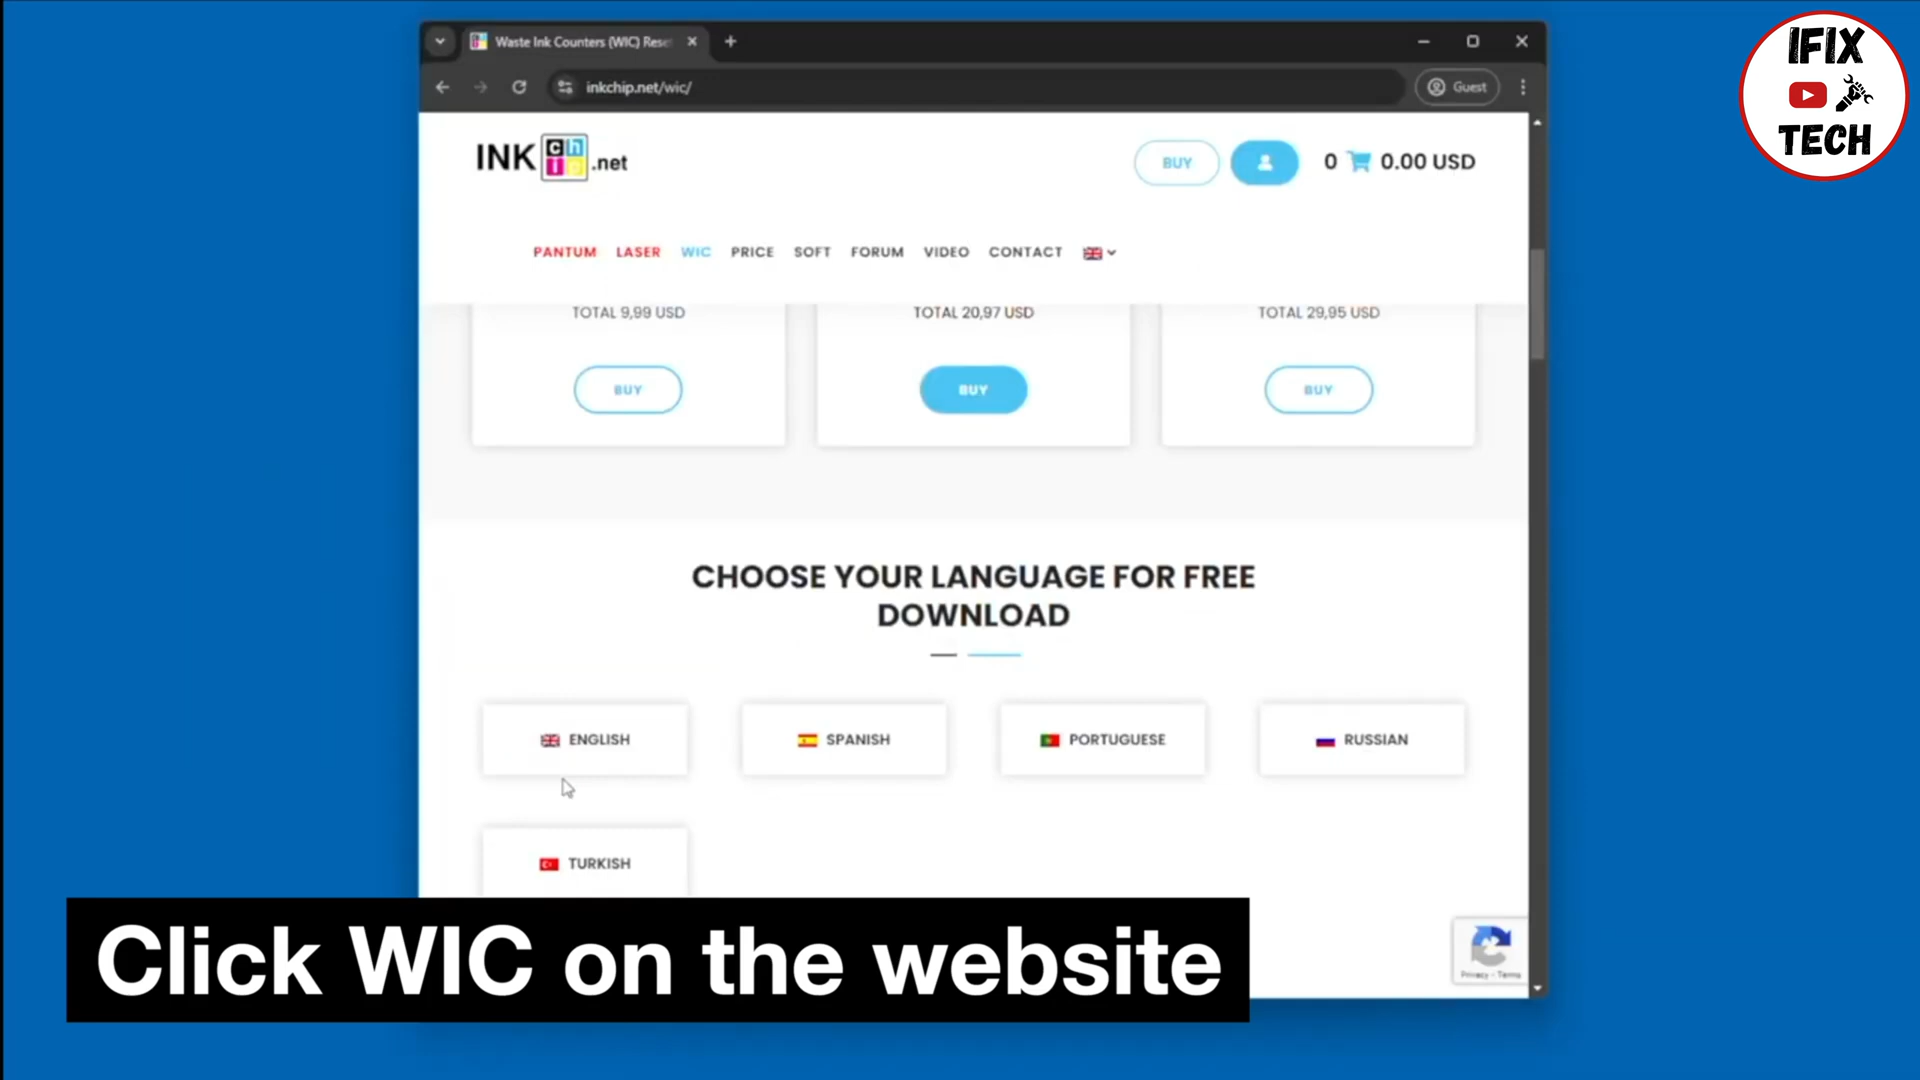 Waste Ink Counters (WIC) Rese
inkchip.net/wic/
Guest
IFIX
TECH
INK chip.net
BUY
0
0.00 USD
PANTUM LASER WIC PRICE SOFT FORUM VIDEO CONTACT
TOTAL 9,99 USD
TOTAL 20,97 USD
TOTAL 29,95 USD
BUY
BUY
BUY
CHOOSE YOUR LANGUAGE FOR FREE
DOWNLOAD
ENGLISH
SPANISH
PORTUGUESE
RUSSIAN
TURKISH
Click WIC on the website
Privacy - Terms